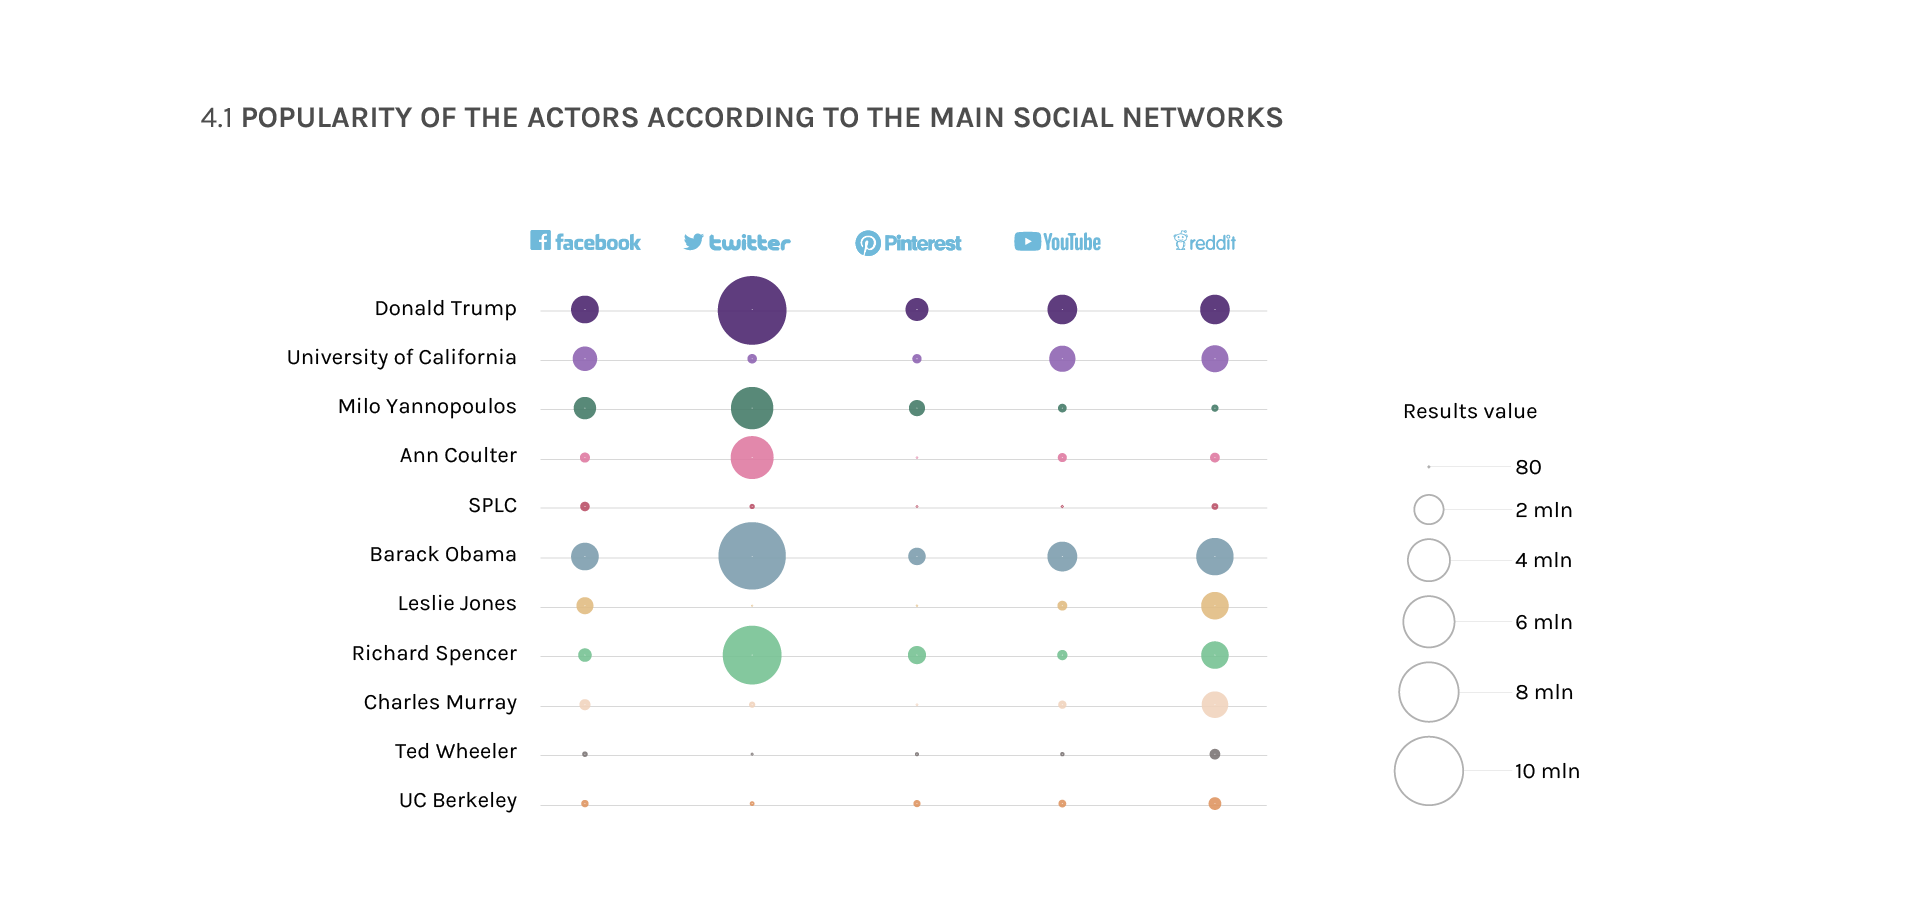 4.1 POPULARITY OF THE ACTORS ACCORDING TO THE MAIN SOCIAL NETWORKS
facebook twitter Pinterest YouTube reddit
Donald Trump
University of California
Milo Yannopoulos
Ann Coulter
SPLC
Barack Obama
Leslie Jones
Richard Spencer
Charles Murray
Ted Wheeler
UC Berkeley
Results value
80
2 mln
4 mln
6 mln
8 mln
10 mln